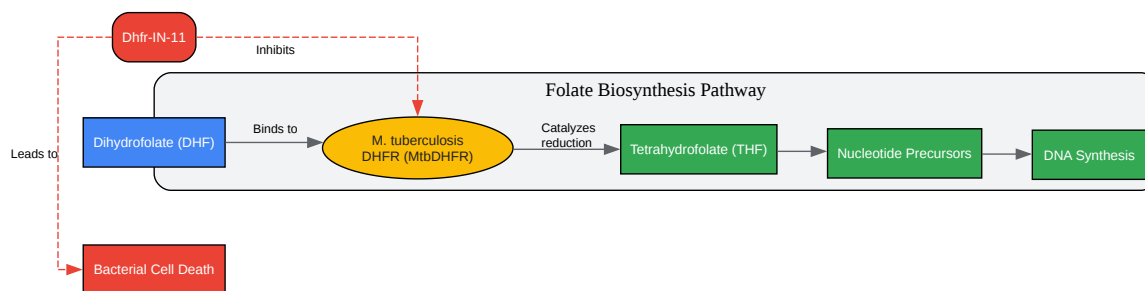 Dhfr-IN-11
Inhibits
Folate Biosynthesis Pathway
Dihydrofolate (DHF)
Binds to
M. tuberculosis
DHFR (MtbDHFR)
Catalyzes
reduction
Tetrahydrofolate (THF)
Nucleotide Precursors
DNA Synthesis
Leads to
Bacterial Cell Death